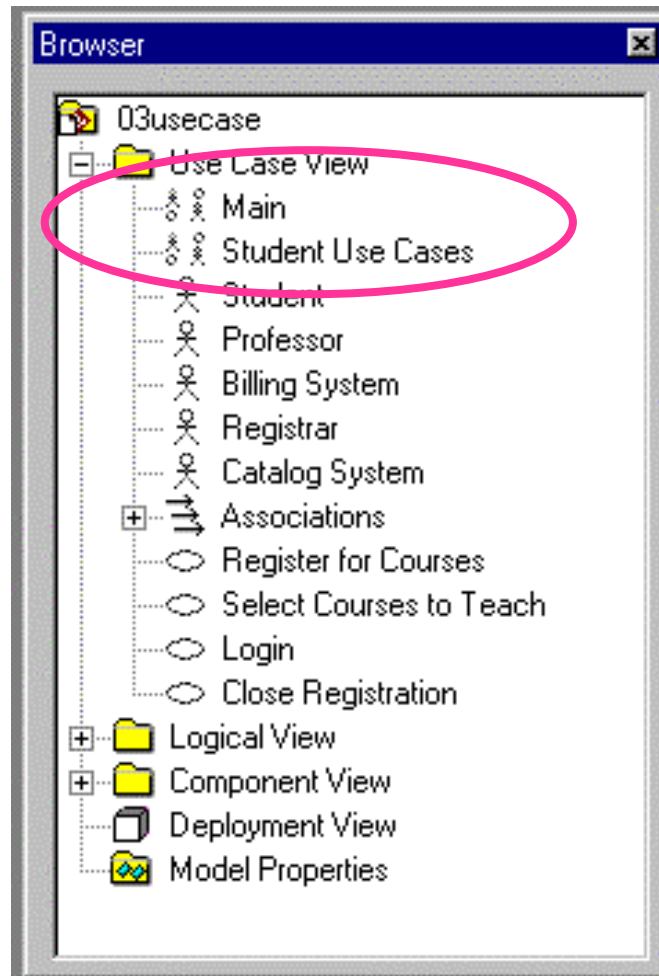 Browser
03usecase
Use Case View
Main
Student Use Cases
Student
Professor
Billing System
Registrar
Catalog System
Associations
Register for Courses
Select Courses to Teach
Login
Close Registration
Logical View
Component View
Deployment View
Model Properties